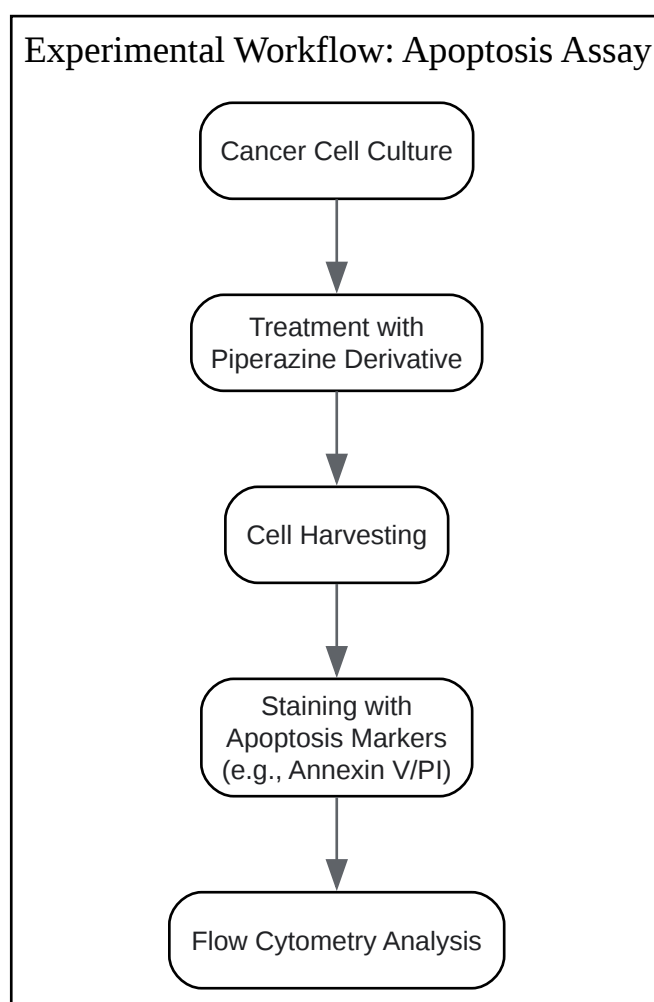 Experimental Workflow: Apoptosis Assay
Cancer Cell Culture
Treatment with
Piperazine Derivative
Cell Harvesting
Staining with
Apoptosis Markers
(e.g., Annexin V/PI)
Flow Cytometry Analysis